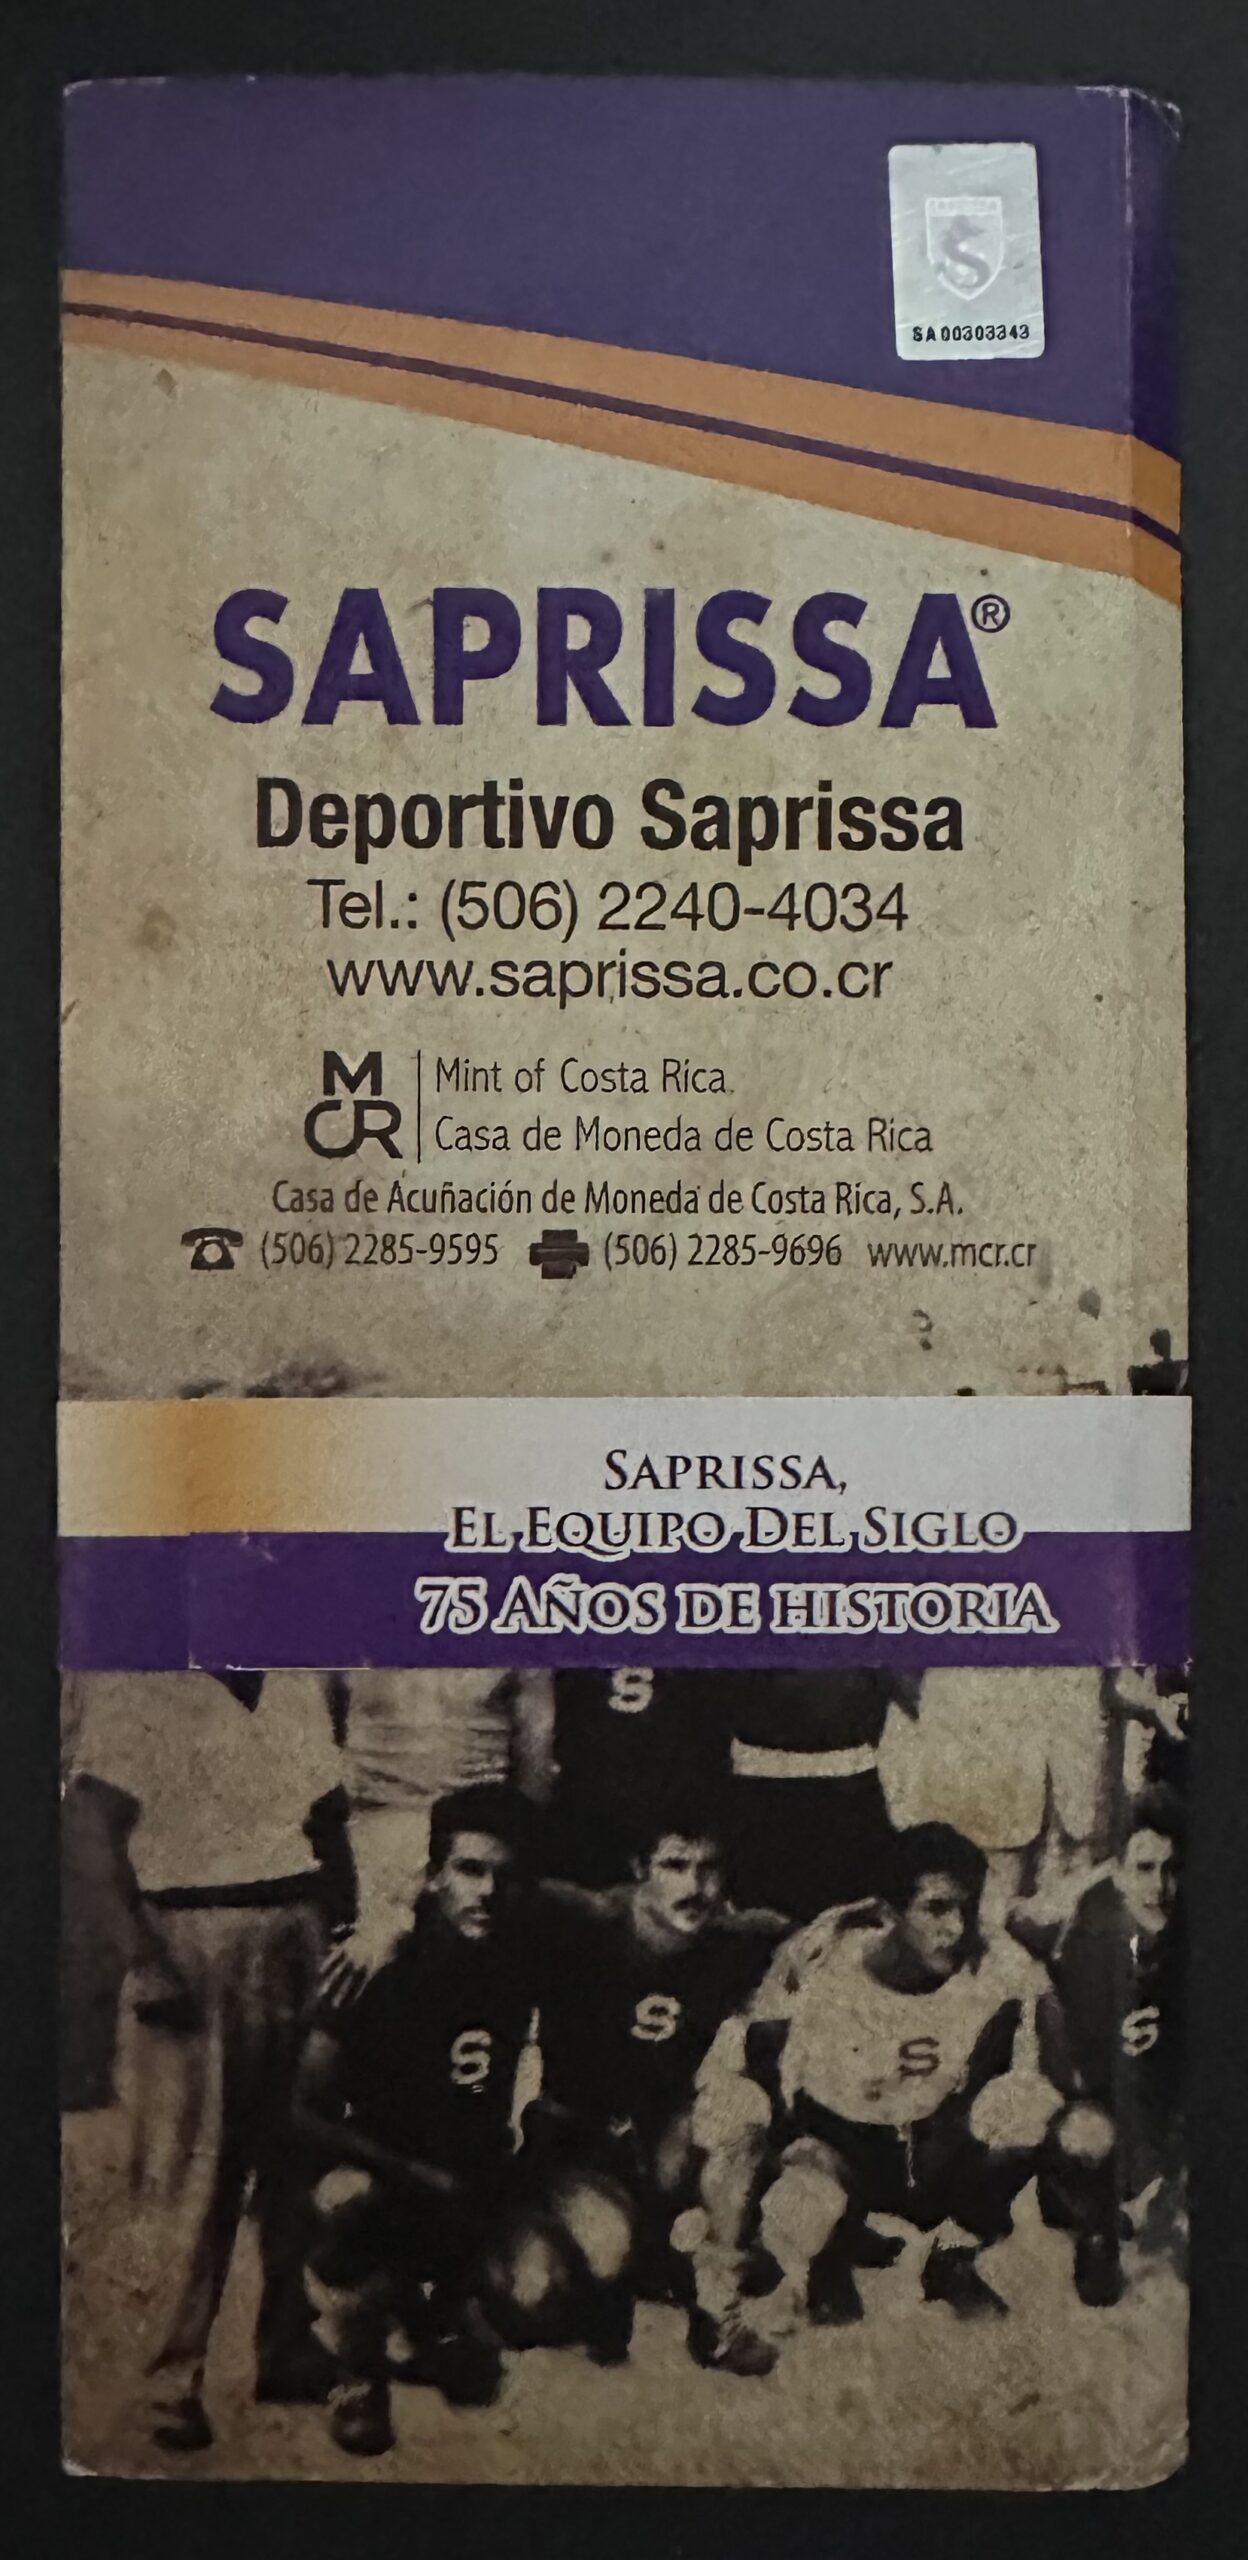 SA00303343
SAPRISSA®
Deportivo Saprissa
Tel.: (506) 2240-4034
www.saprissa.co.cr
MCR
Mint of Costa Rica
Casa de Moneda de Costa Rica
Casa de Acuñación de Moneda de Costa Rica, S.A.
(506) 2285-9595 (506) 2285-9696 www.mcr.cr
SAPRISSA,
EL EQUIPO DEL SIGLO
75 AÑOS DE HISTORIA
S
S
S
S
S